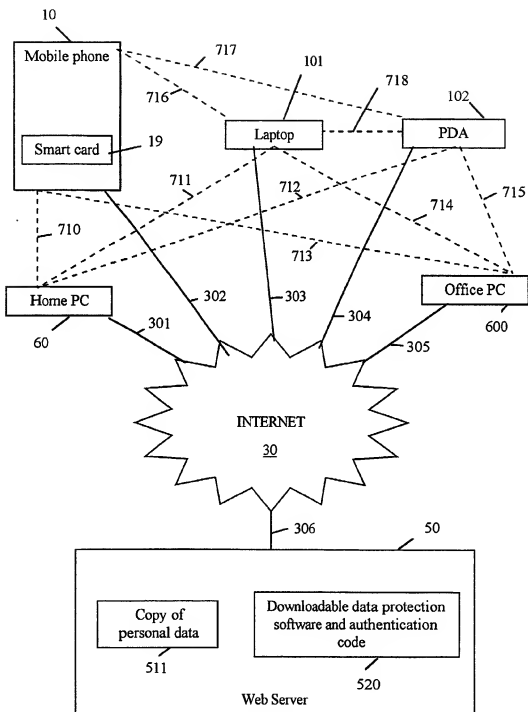 10
Mobile phone
717
101
716
718
102
Laptop
PDA
Smart card
19
711
712
715
710
714
713
Home PC
302
303
304
Office PC
60
301
305
600
INTERNET
30
306
50
Copy of
personal data
Downloadable data protection
software and authentication
code
511
520
Web Server